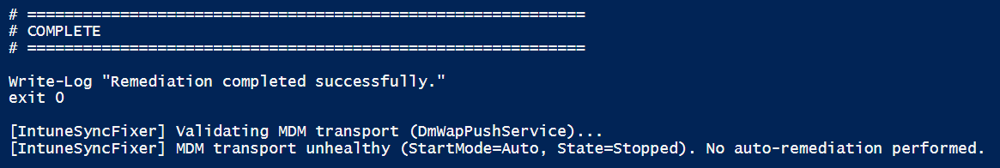 # ============================================================
# COMPLETE
# ============================================================
Write-Log "Remediation completed successfully."
exit 0
[IntuneSyncFixer] Validating MDM transport (DmWapPushService)...
[IntuneSyncFixer] MDM transport unhealthy (StartMode=Auto, State=Stopped). No auto-remediation performed.